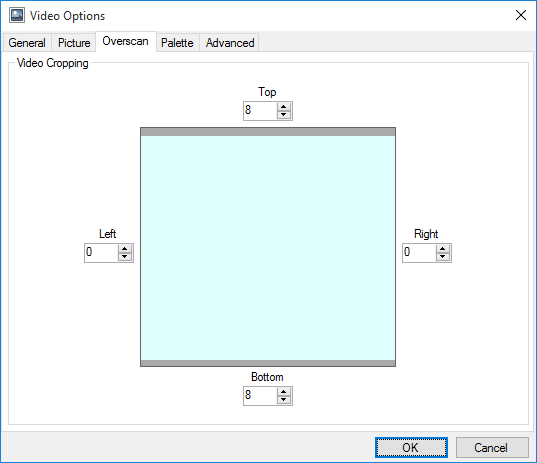 Video Options
General Picture Overscan Palette Advanced
Video Cropping
Top
8
Left
0
Right
0
Bottom
8
OK Cancel